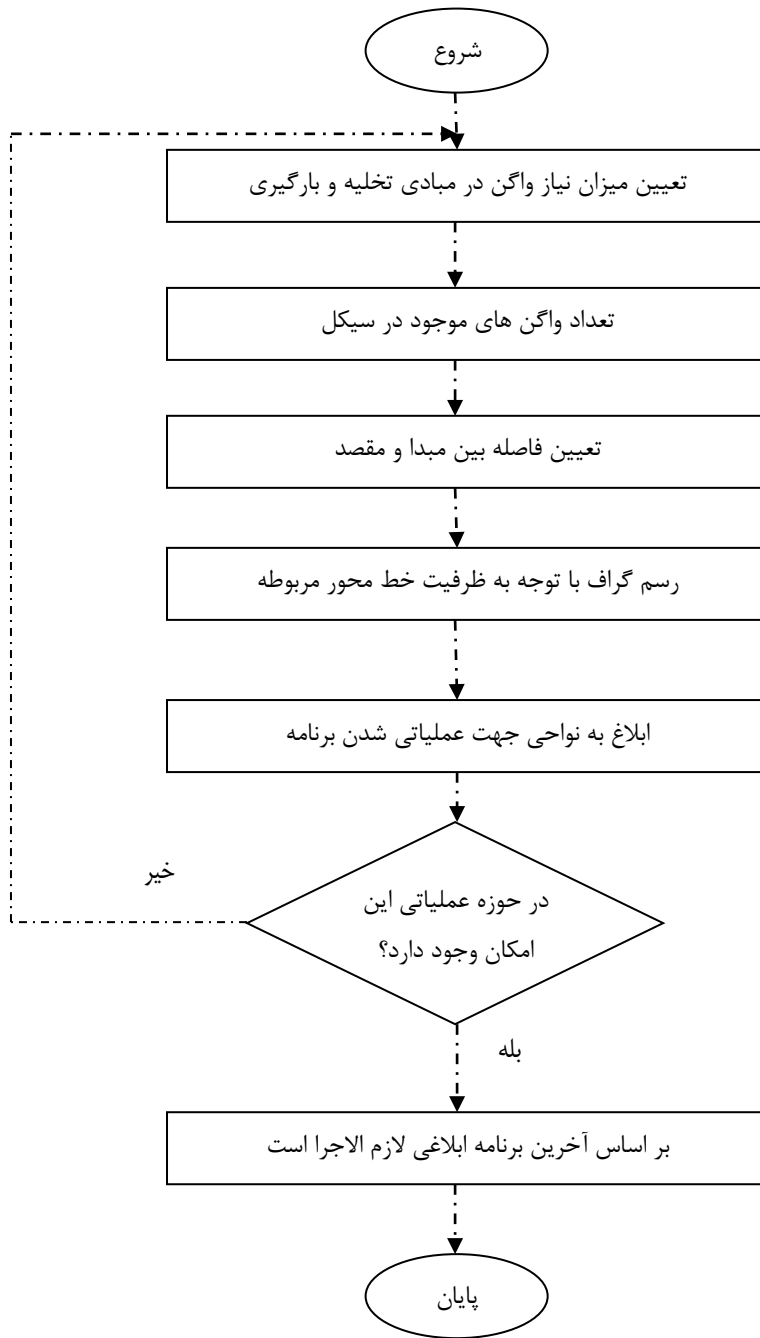 شروع
تعیین میزان نیاز واگن در مبادی تخلیه و بارگیری
تعداد واگن های موجود در سیکل
تعیین فاصله بین مبدا و مقصد
رسم گراف با توجه به ظرفیت خط محور مربوطه
ابلاغ به نواحی جهت عملیاتی شدن برنامه
خیر
در حوزه عملیاتی این
امکان وجود دارد؟
بله
بر اساس آخرین برنامه ابلاغی لازم الاجرا است
پایان